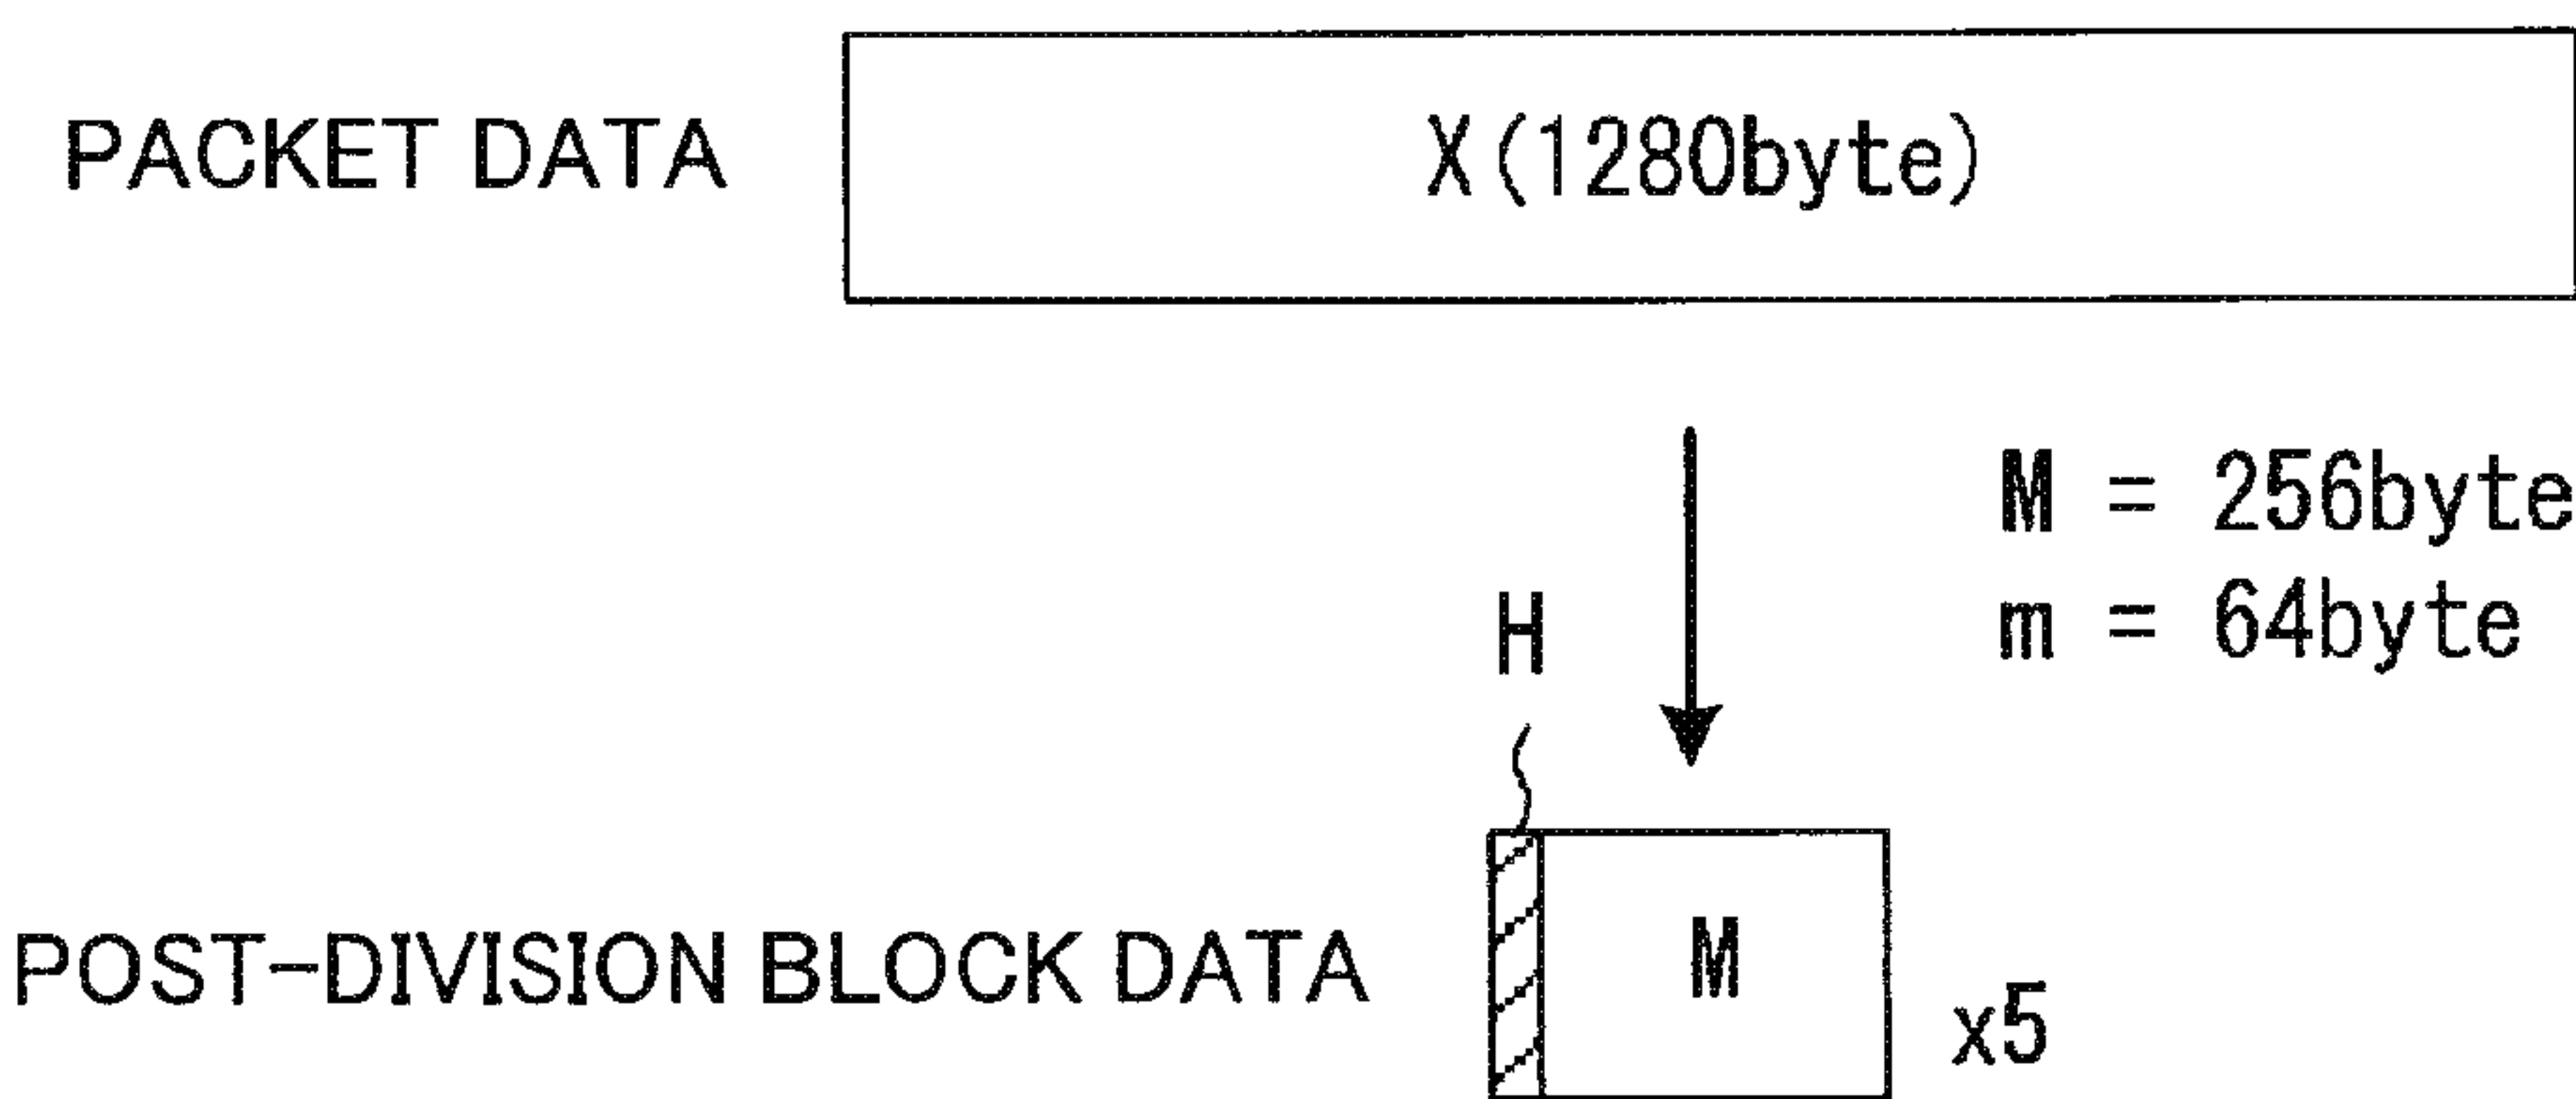 PACKET DATA
X(1280byte)
M = 256byte
m = 64byte
H
POST-DIVISION BLOCK DATA
M
x5